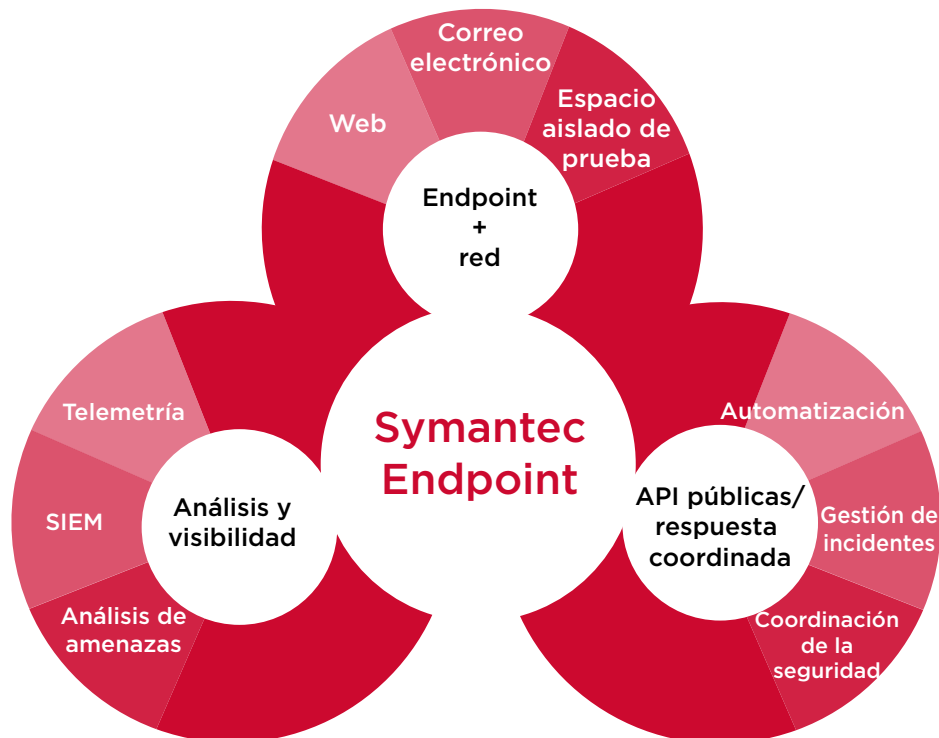 Correo
electrónico
Web
Espacio
aislado de
prueba
Endpoint
+
red
Symantec
Endpoint
Telemetría
SIEM
Análisis de
amenazas
Análisis y
visibilidad
API públicas/
respuesta
coordinada
Automatización
Gestión de
incidentes
Coordinación
de la
seguridad